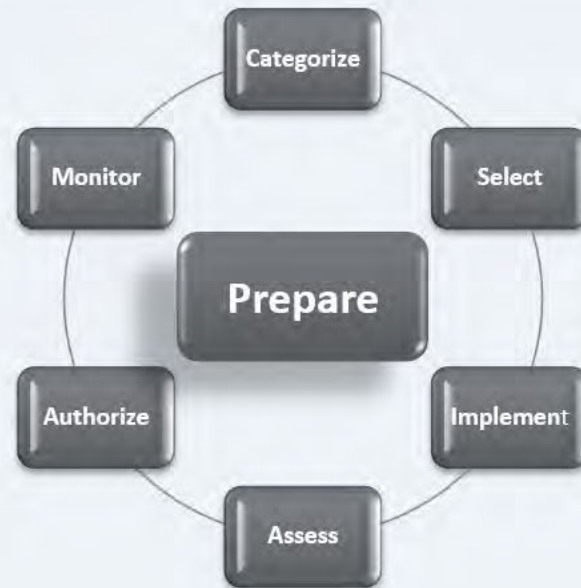 Categorize
Monitor
Select
Prepare
Authorize
Implement
Assess